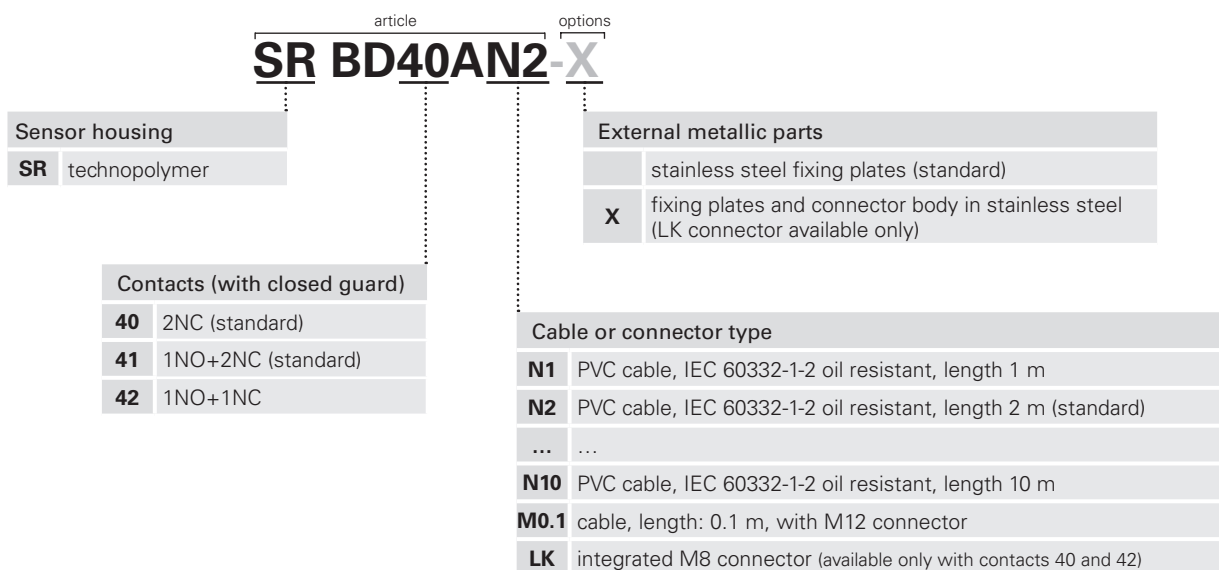 article options
SR BD40AN2-X
Sensor housing
SR technopolymer
External metallic parts
stainless steel fixing plates (standard)
X fixing plates and connector body in stainless steel
(LK connector available only)
Contacts (with closed guard)
40 2NC (standard)
41 1NO+2NC (standard)
42 1NO+1NC
Cable or connector type
N1 PVC cable, IEC 60332-1-2 oil resistant, length 1 m
N2 PVC cable, IEC 60332-1-2 oil resistant, length 2 m (standard)
... ...
N10 PVC cable, IEC 60332-1-2 oil resistant, length 10 m
M0.1 cable, length: 0.1 m, with M12 connector
LK integrated M8 connector (available only with contacts 40 and 42)